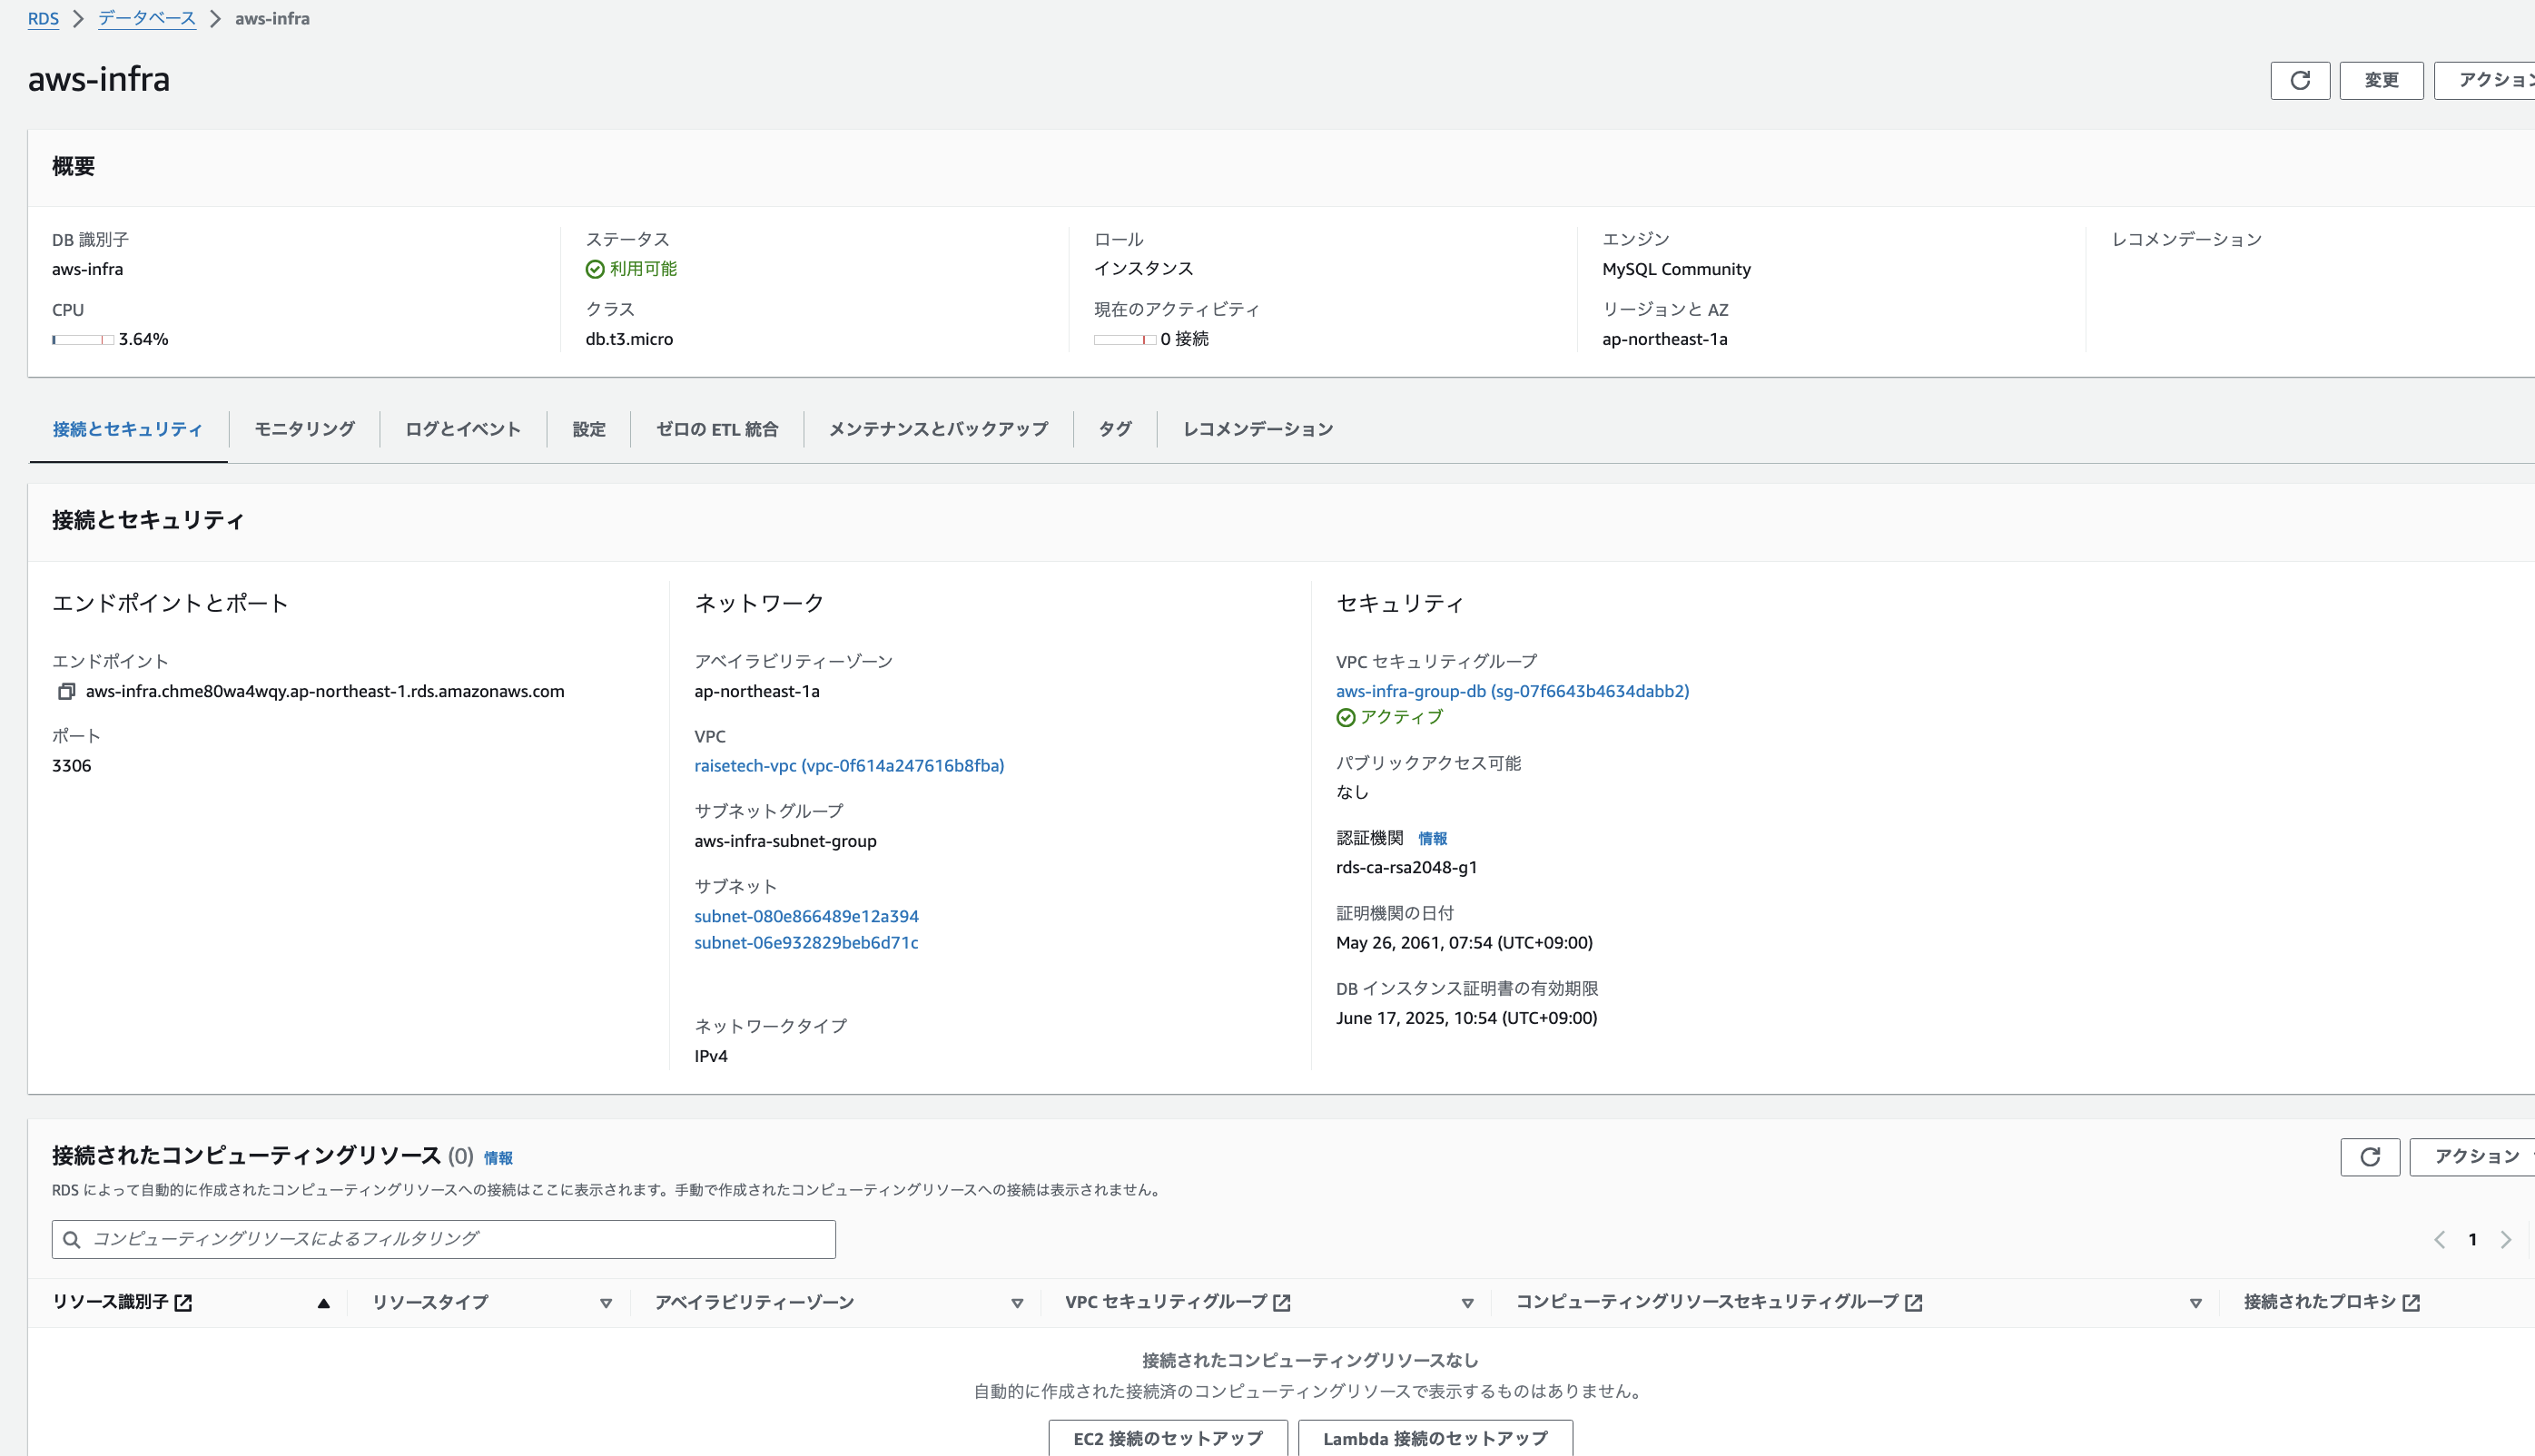 RDS > データベース > aws-infra
aws-infra
変更
アクション
概要
DB 識別子
aws-infra
ステータス
利用可能
ロール
インスタンス
エンジン
MySQL Community
レコメンデーション
CPU
3.64%
クラス
db.t3.micro
現在のアクティビティ
0 接続
リージョンと AZ
ap-northeast-1a
接続とセキュリティ
モニタリング
ログとイベント
設定
ゼロの ETL 統合
メンテナンスとバックアップ
タグ
レコメンデーション
接続とセキュリティ
エンドポイントとポート
エンドポイント
aws-infra.chme80wa4wqy.ap-northeast-1.rds.amazonaws.com
ポート
3306
ネットワーク
アベイラビリティーゾーン
ap-northeast-1a
VPC
raisetech-vpc (vpc-0f614a247616b8fba)
サブネットグループ
aws-infra-subnet-group
サブネット
subnet-080e866489e12a394
subnet-06e932829beb6d71c
ネットワークタイプ
IPv4
セキュリティ
VPC セキュリティグループ
aws-infra-group-db (sg-07f6643b4634dabb2)
アクティブ
パブリックアクセス可能
なし
認証機関 情報
rds-ca-rsa2048-g1
証明機関の日付
May 26, 2061, 07:54 (UTC+09:00)
DB インスタンス証明書の有効期限
June 17, 2025, 10:54 (UTC+09:00)
接続されたコンピューティングリソース (0) 情報
アクション
RDS によって自動的に作成されたコンピューティングリソースへの接続はここに表示されます。手動で作成されたコンピューティングリソースへの接続は表示されません。
コンピューティングリソースによるフィルタリング
1
リソース識別子
リソースタイプ
アベイラビリティーゾーン
VPC セキュリティグループ
コンピューティングリソースセキュリティグループ
接続されたプロキシ
接続されたコンピューティングリソースなし
自動的に作成された接続済のコンピューティングリソースで表示するものはありません。
EC2 接続のセットアップ
Lambda 接続のセットアップ